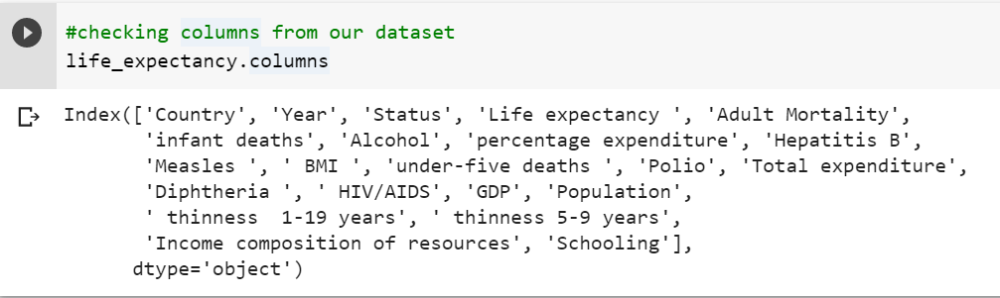 #checking columns from our dataset
life_expectancy.columns
Index(['Country', 'Year', 'Status', 'Life expectancy ', 'Adult Mortality',
'infant deaths', 'Alcohol', 'percentage expenditure', 'Hepatitis B',
'Measles ', ' BMI ', 'under-five deaths ', 'Polio', 'Total expenditure',
'Diphtheria ', ' HIV/AIDS', 'GDP', 'Population',
' thinness  1-19 years', ' thinness 5-9 years',
'Income composition of resources', 'Schooling'],
dtype='object')